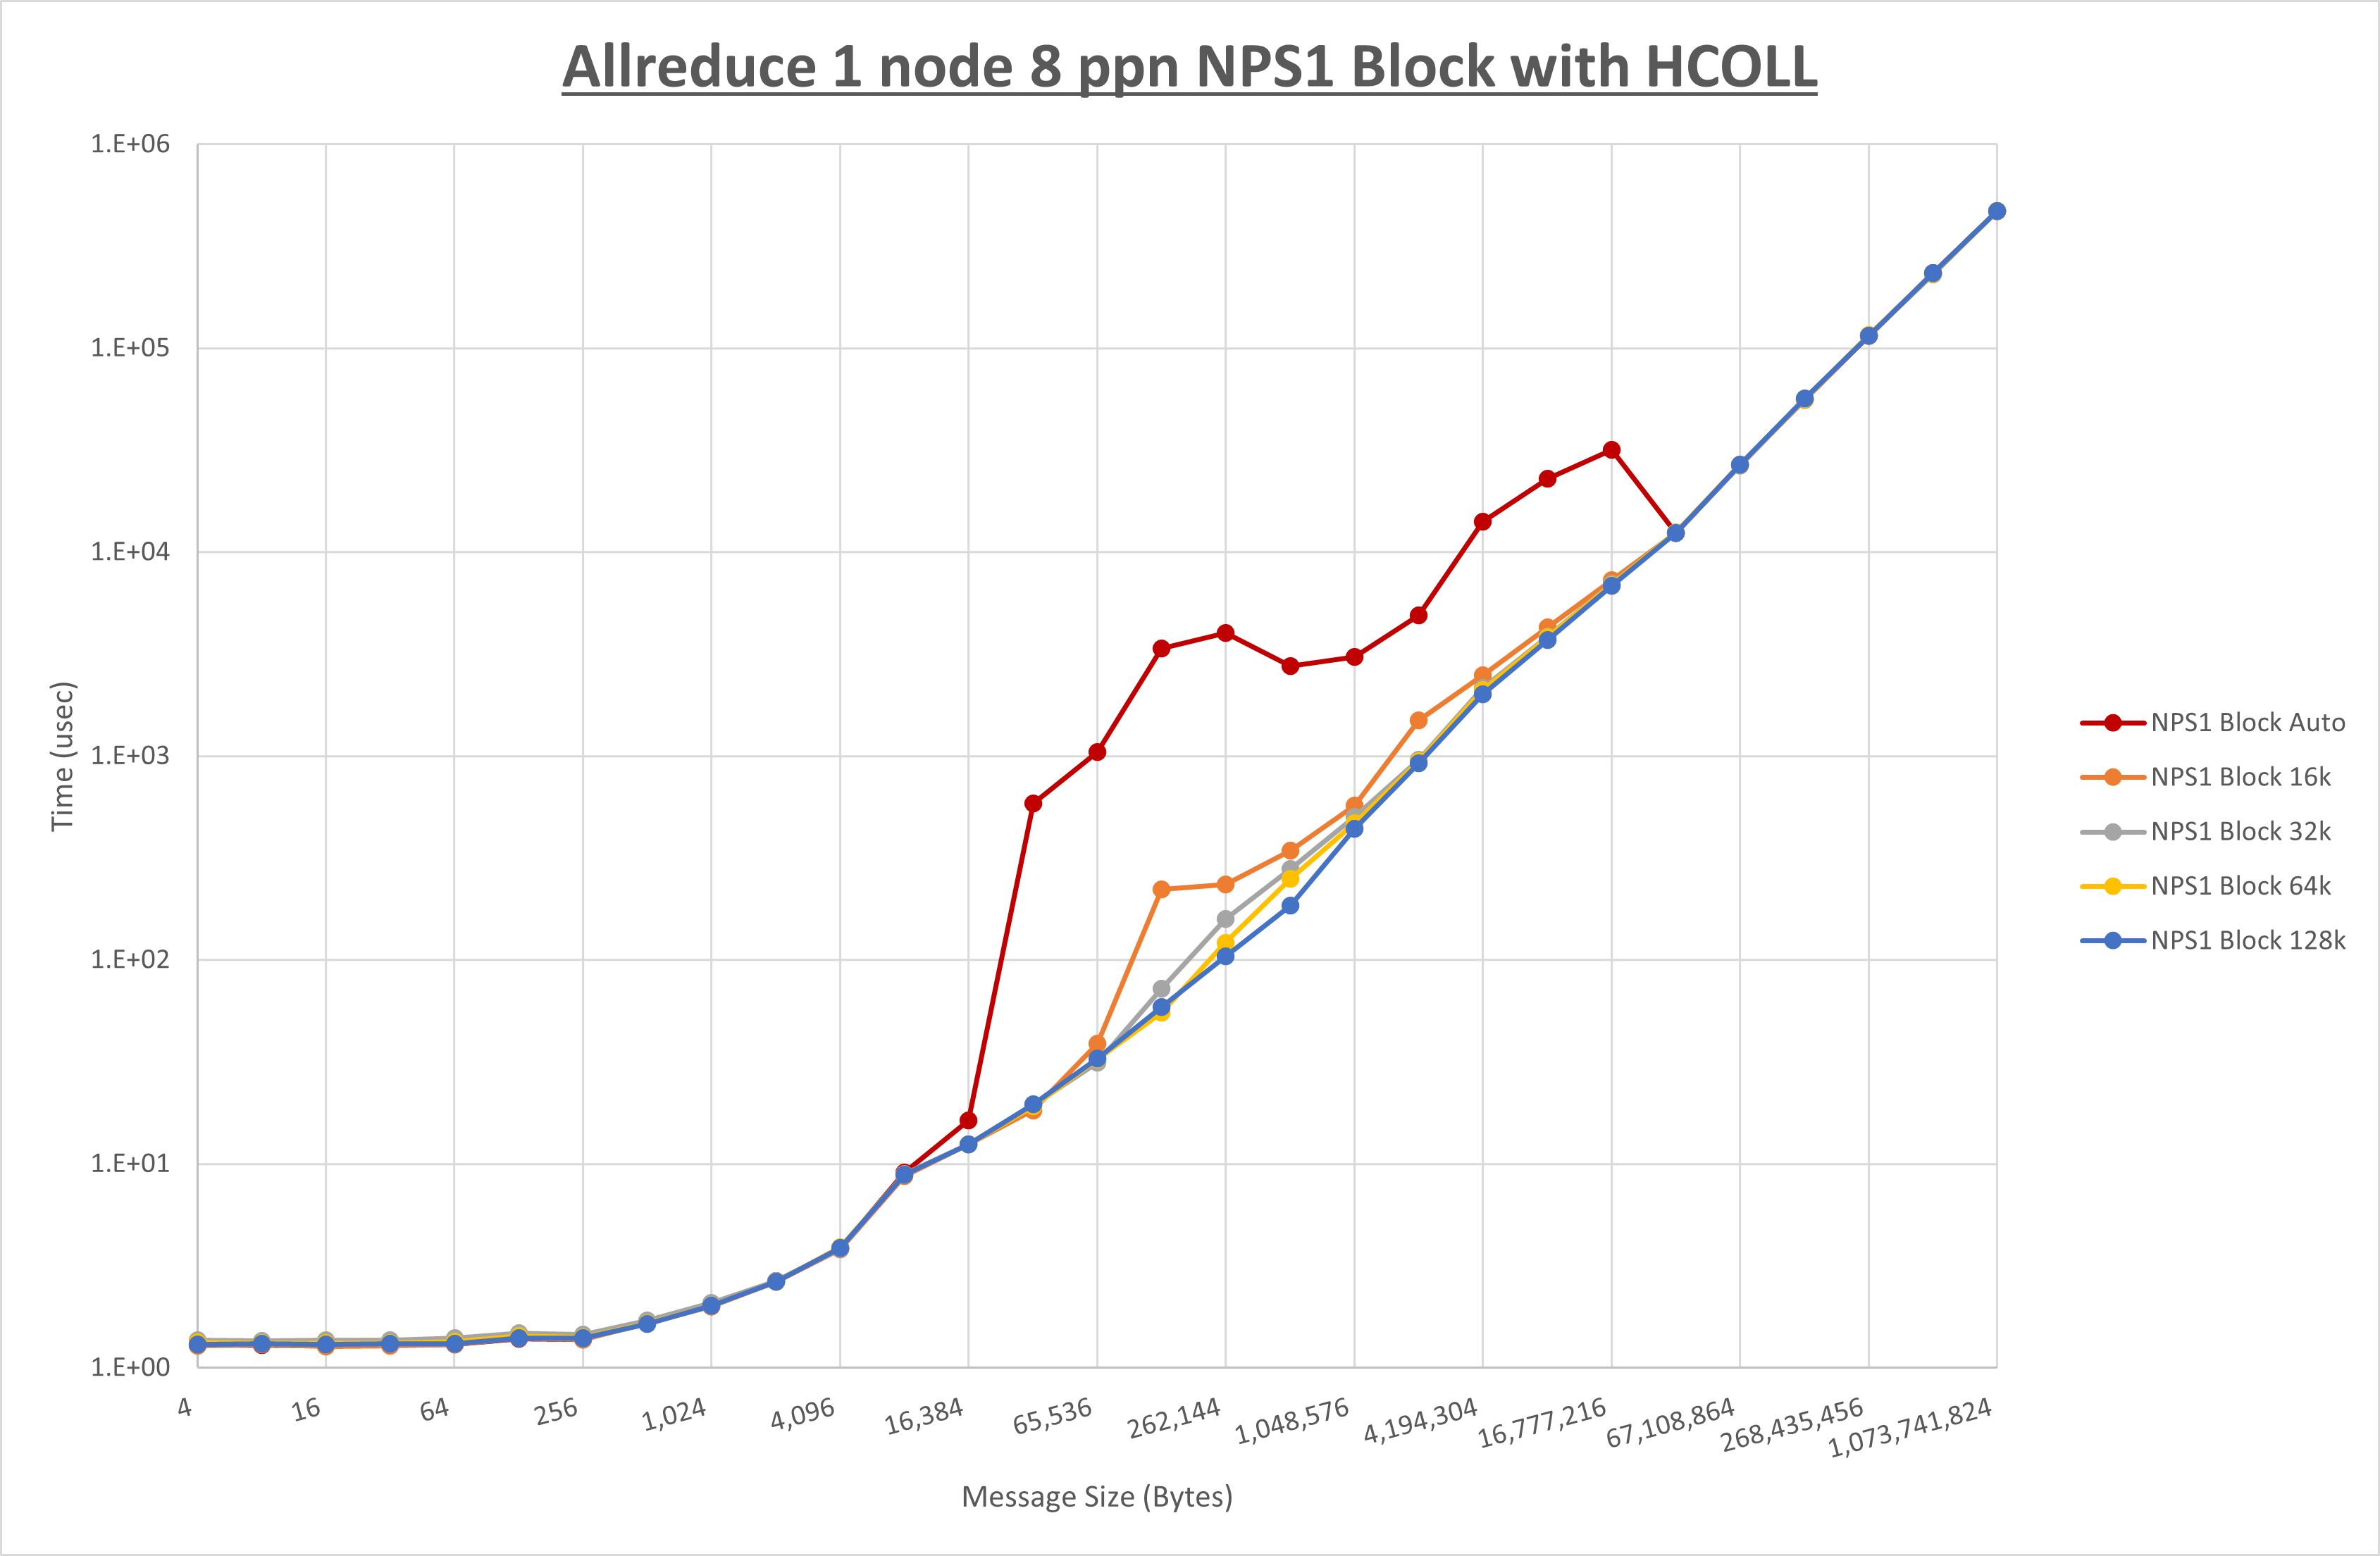 Allreduce 1 node 8 ppn NPS1 Block with HCOLL
1.E+06
1.E+05
1.E+04
1.E+03
1.E+02
1.E+01
1.E+00
Time (usec)
4
16
64
256
1,024
4,096
16,384
65,536
262,144
1,048,576
4,194,304
16,777,216
67,108,864
268,435,456
1,073,741,824
Message Size (Bytes)
NPS1 Block Auto
NPS1 Block 16k
NPS1 Block 32k
NPS1 Block 64k
NPS1 Block 128k